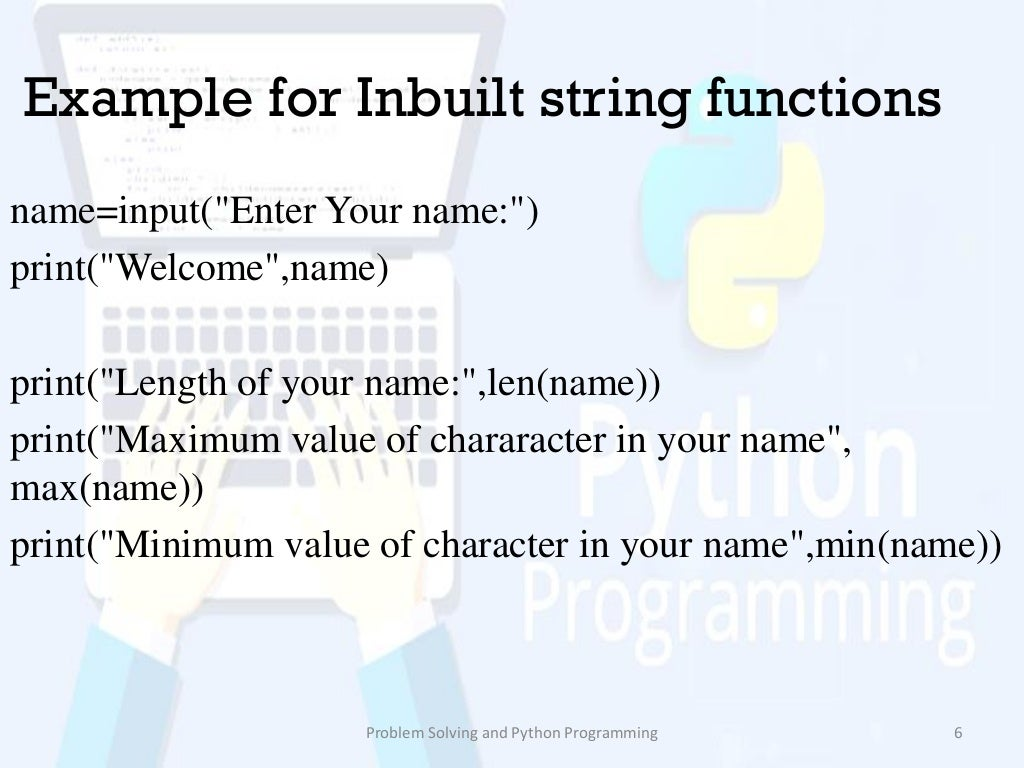 Example for Inbuilt string functions
name=input("Enter Your name:")
print("Welcome",name)
print("Length of your name:",len(name))
print("Maximum value of chararacter in your name",
max(name))
print("Minimum value of character in your name",min(name))
Python
Programming
Problem Solving and Python Programming
6